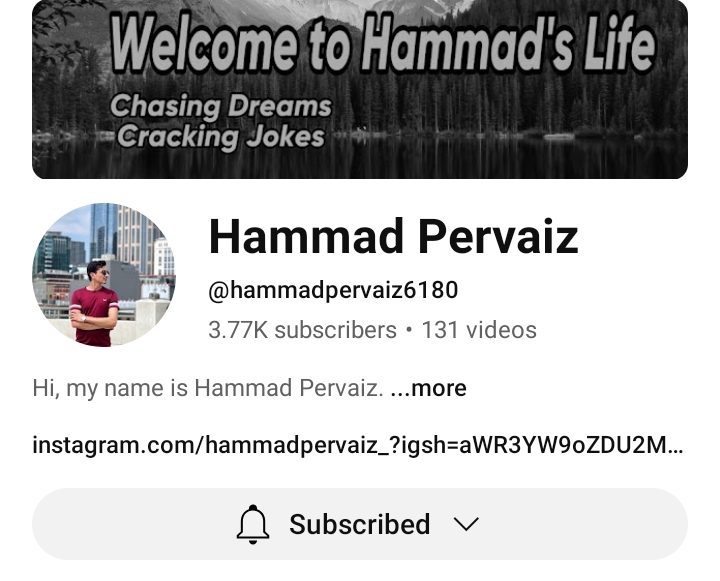 Welcome to Hammad's Life
Chasing Dreams
Cracking Jokes
Hammad Pervaiz
@hammadpervaiz6180
3.77K subscribers • 131 videos
Hi, my name is Hammad Pervaiz. ...more
instagram.com/hammadpervaiz_?igsh=aWR3YW9oZDU2M...
Subscribed